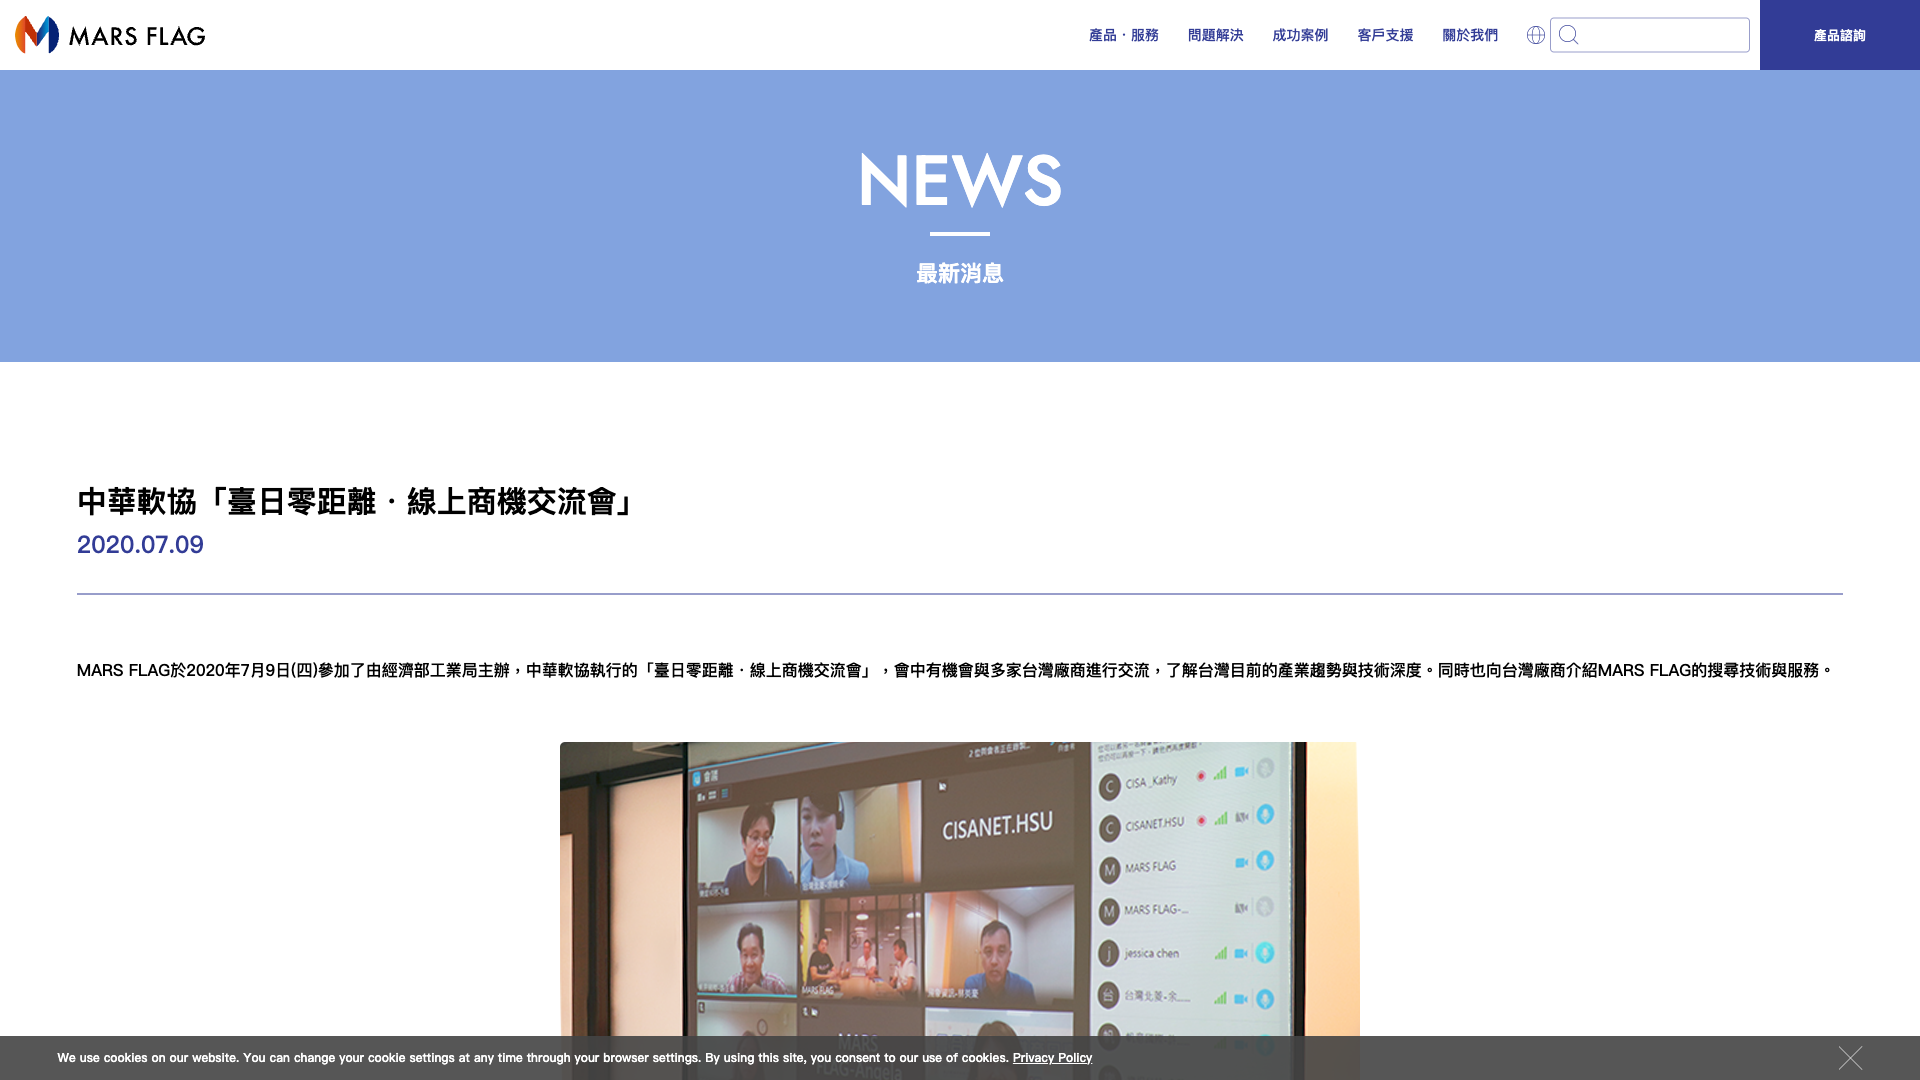 MARS FLAG
產品・服務
問題解決
成功案例
客戶支援
關於我們
產品諮詢
NEWS
最新消息
中華軟協「臺日零距離・線上商機交流會」
2020.07.09
MARS FLAG於2020年7月9日(四)參加了由經濟部工業局主辦，中華軟協執行的「臺日零距離・線上商機交流會」，會中有機會與多家台灣廠商進行交流，了解台灣目前的產業趨勢與技術深度。同時也向台灣廠商介紹MARS FLAG的搜尋技術與服務。
會議
CISANET.HSU
MARS FLAG
MARS
FLAG-Angela
CISA_Kathy
CISANET.HSU
MARS FLAG
MARS FLAG-...
jessica chen
We use cookies on our website. You can change your cookie settings at any time through your browser settings. By using this site, you consent to our use of cookies. Privacy Policy